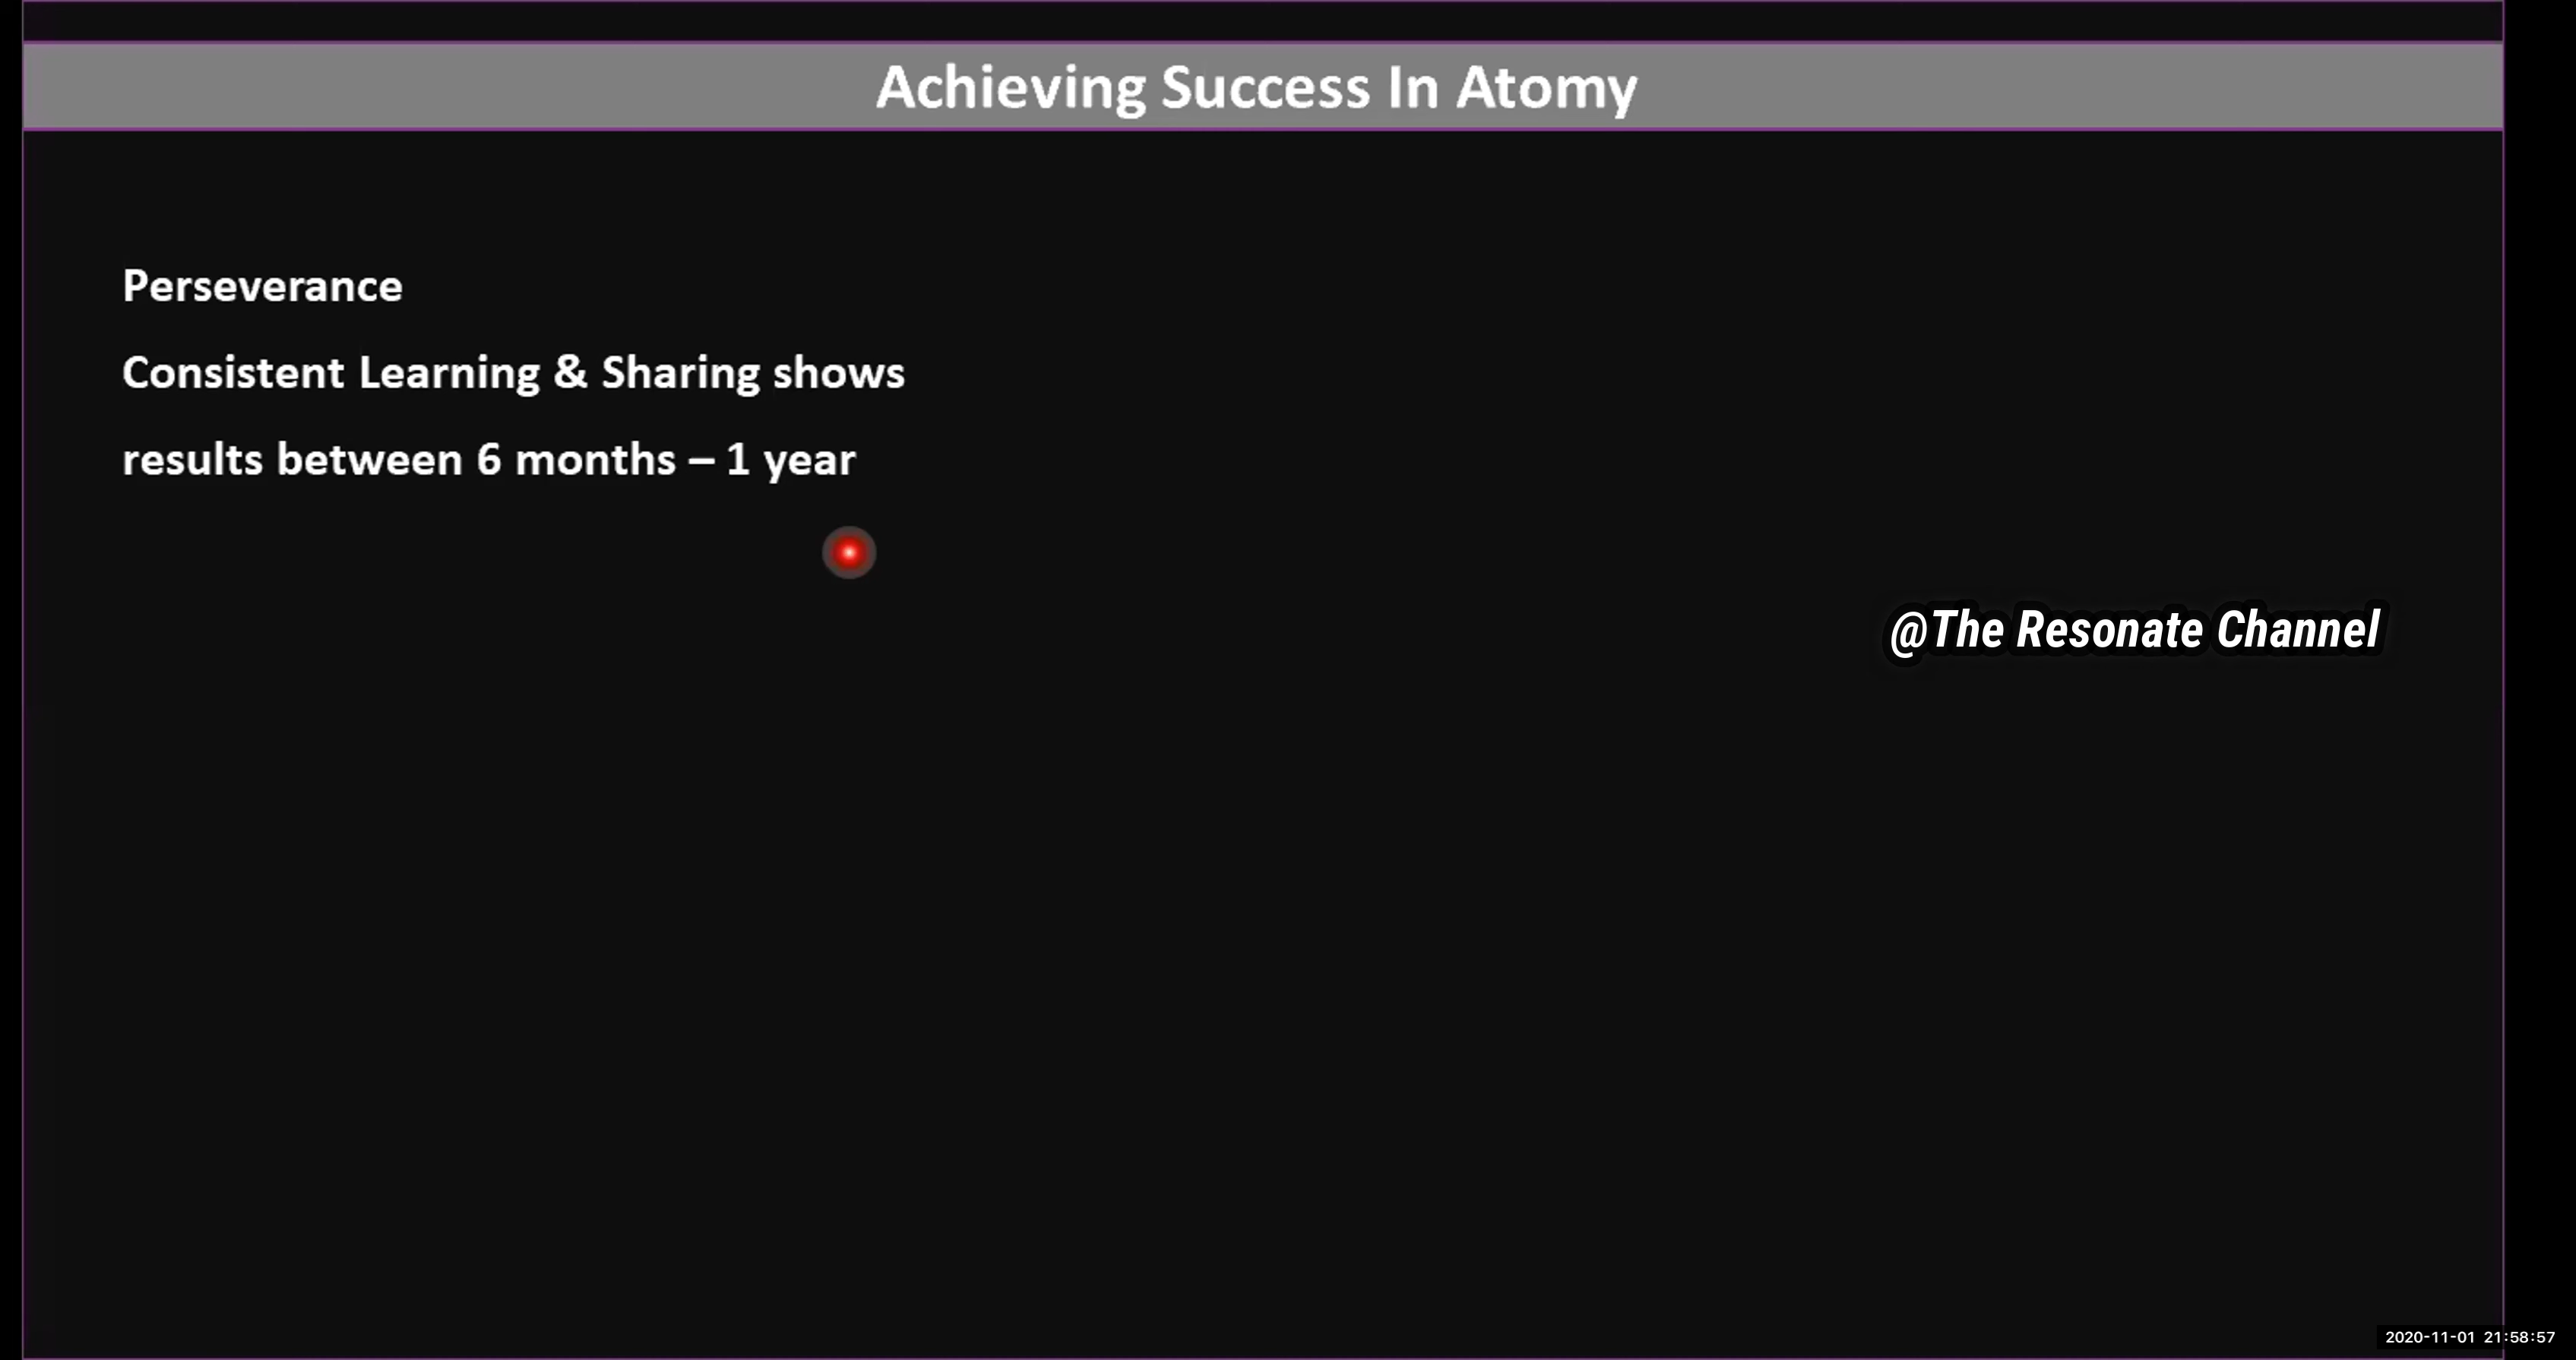 Achieving Success In Atomy
Perseverance
Consistent Learning & Sharing shows
results between 6 months – 1 year
@The Resonate Channel
2020-11-01 21:58:57